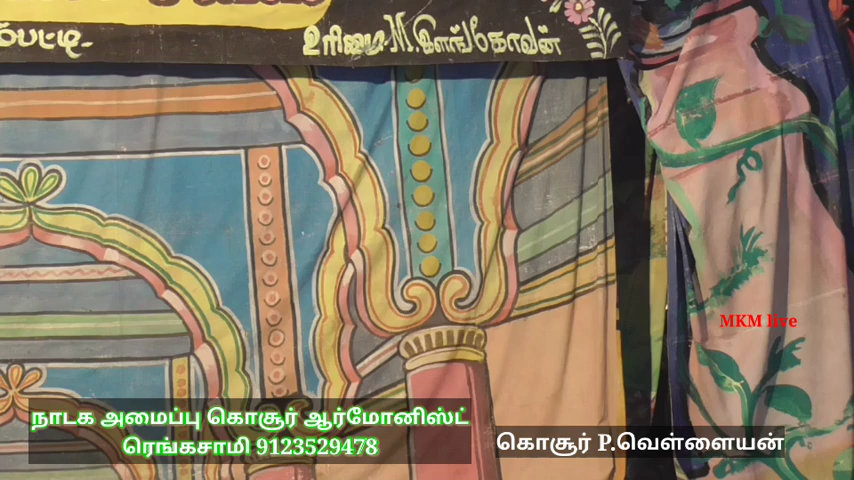 ம்பட்டி-
உரிமை-M.இளங்கோவன்
MKM live
நாடக அமைப்பு கொசூர் ஆர்மோனிஸ்ட்
ரெங்கசாமி 9123529478
கொசூர் P.வெள்ளையன்